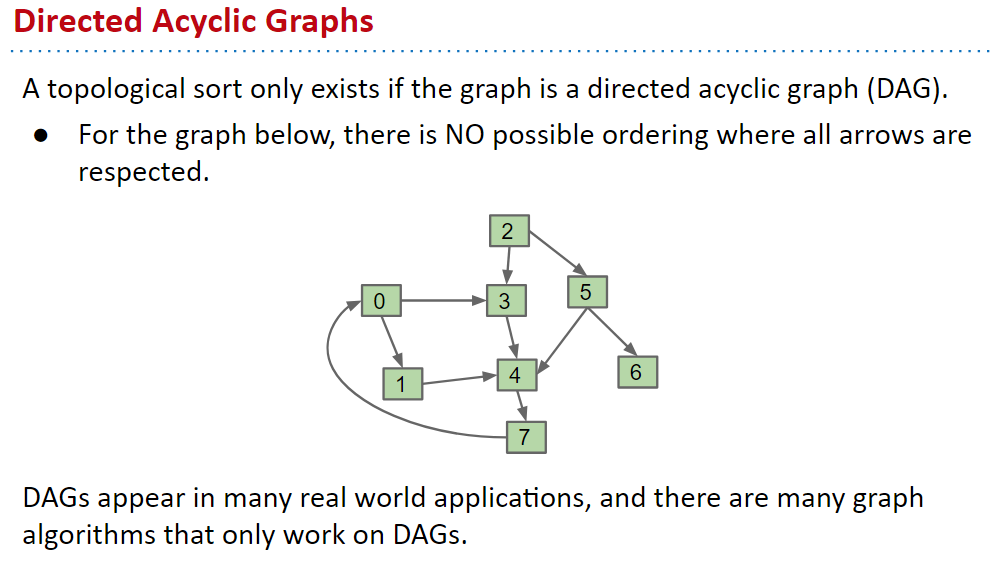 Directed Acyclic Graphs
A topological sort only exists if the graph is a directed acyclic graph (DAG).
● For the graph below, there is NO possible ordering where all arrows are
respected.
2
0
3
5
1
4
6
7
DAGs appear in many real world applications, and there are many graph
algorithms that only work on DAGs.